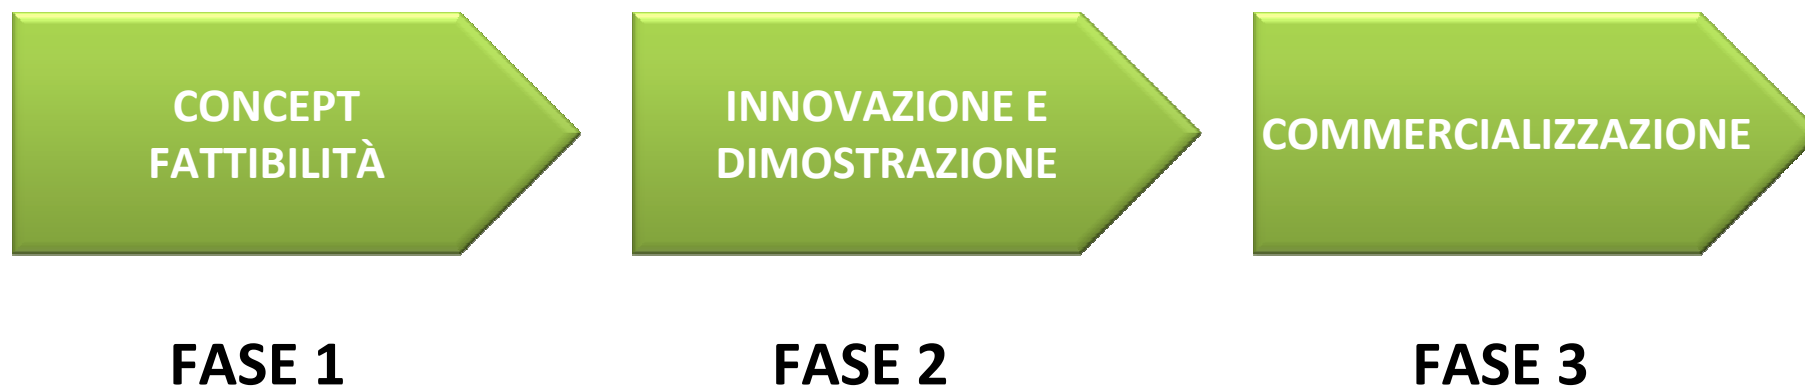 CONCEPT
FATTIBILITÀ
INNOVAZIONE E
DIMOSTRAZIONE
COMMERCIALIZZAZIONE
FASE 1
FASE 2
FASE 3